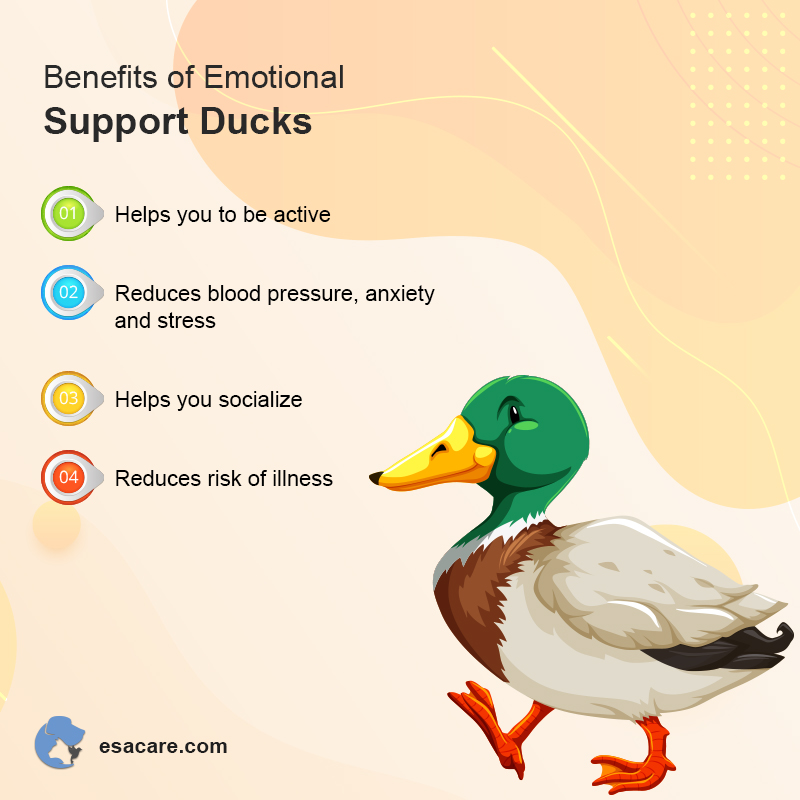 Benefits of Emotional
Support Ducks
01
Helps you to be active
02
Reduces blood pressure, anxiety
and stress
03
Helps you socialize
04
Reduces risk of illness
esacare.com